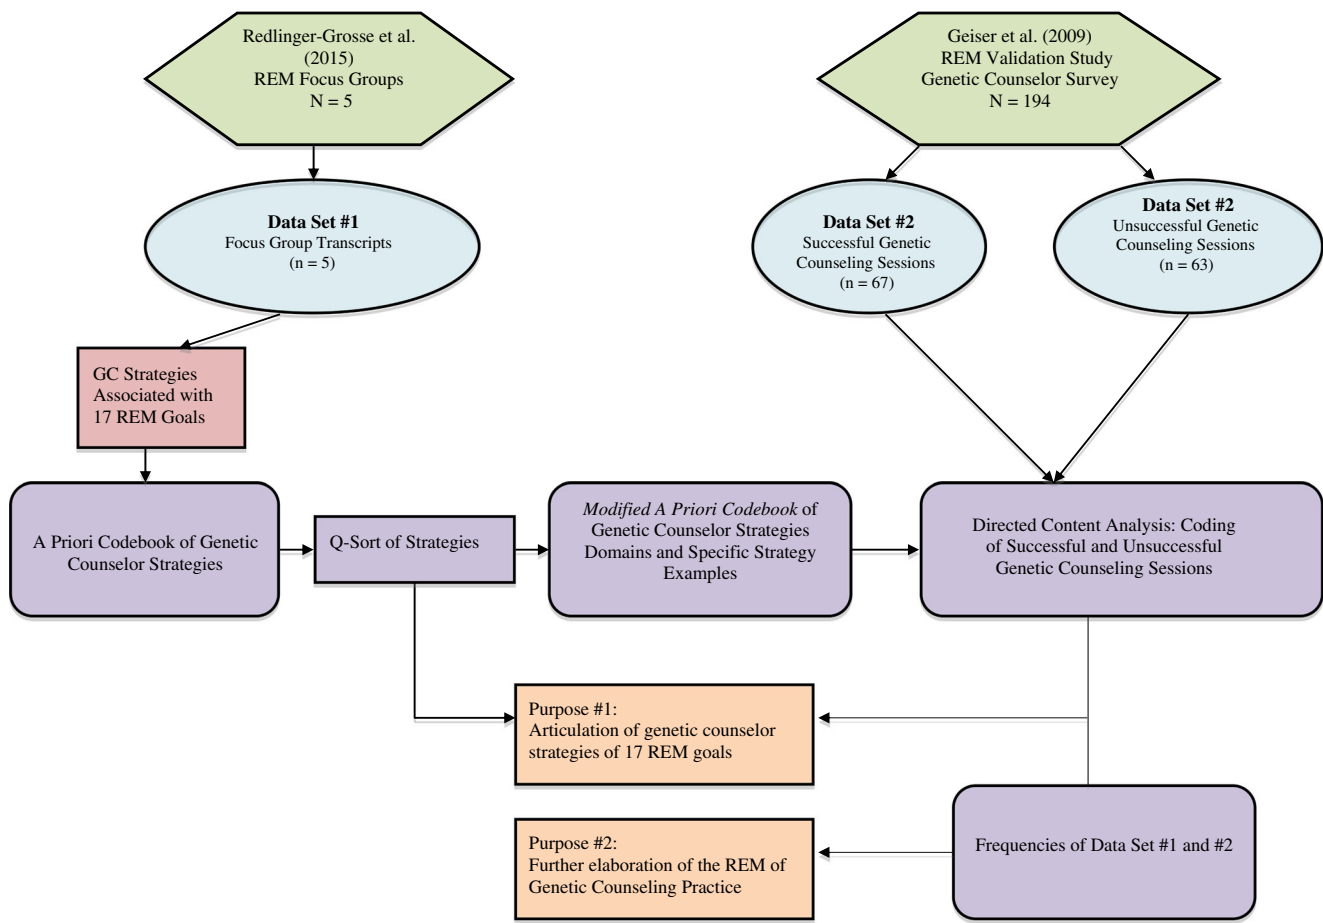 Redlinger-Grosse et al.
(2015)
REM Focus Groups
N = 5
Geiser et al. (2009)
REM Validation Study
Genetic Counselor Survey
N = 194
Data Set #1
Focus Group Transcripts
(n = 5)
Data Set #2
Successful Genetic
Counseling Sessions
(n = 67)
Data Set #2
Unsuccessful Genetic
Counseling Sessions
(n = 63)
GC Strategies
Associated with
17 REM Goals
A Priori Codebook of Genetic
Counselor Strategies
Q-Sort of Strategies
Modified A Priori Codebook of
Genetic Counselor Strategies
Domains and Specific Strategy
Examples
Directed Content Analysis: Coding
of Successful and Unsuccessful
Genetic Counseling Sessions
Purpose #1:
Articulation of genetic counselor
strategies of 17 REM goals
Purpose #2:
Further elaboration of the REM of
Genetic Counseling Practice
Frequencies of Data Set #1 and #2